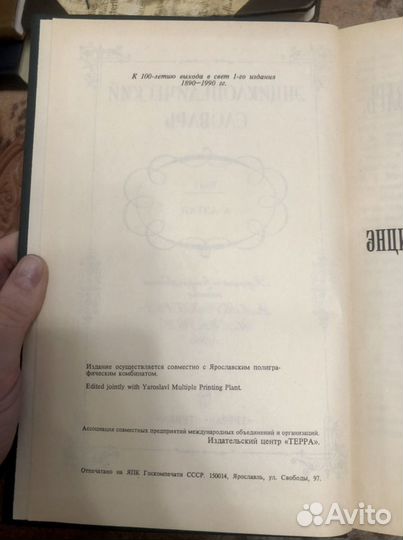 К 100-летию выхода в свет 1-го издания
1890—1990 гг.
ЭНЦИКЛОПЕДИЧЕСКИЙ
СЛОВАРЬ
Издание осуществляется совместно с Ярославским полигра-
фическим комбинатом.
Edited jointly with Yaroslavl Multiple Printing Plant.
Ассоциация совместных предприятий международных объединений и организаций.
Издательский центр «ТЕРРА».
Отпечатано на ЯПК Госкомпечати СССР. 150014, Ярославль, ул. Свободы, 97.
Avito